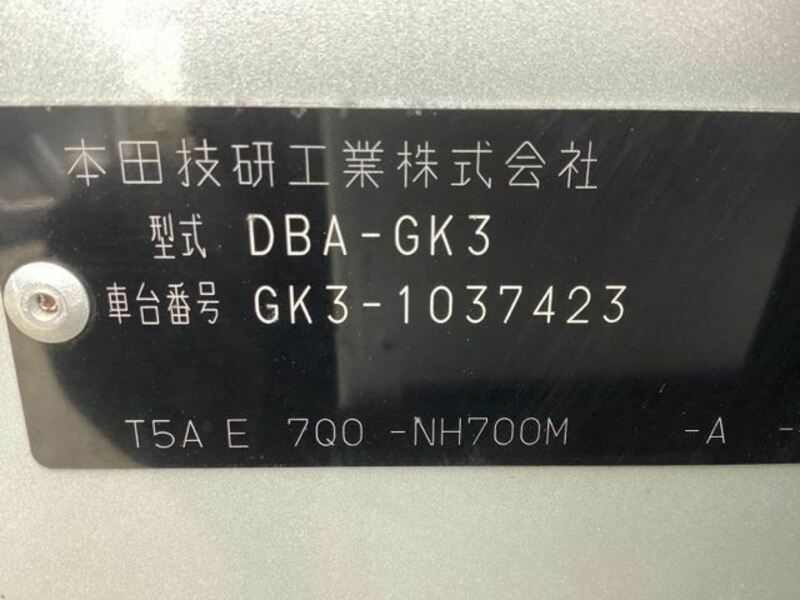 本田技研工業株式会社
型式 DBA-GK3
車台番号 GK3-1037423
T5A E 7Q0 -NH700M -A -